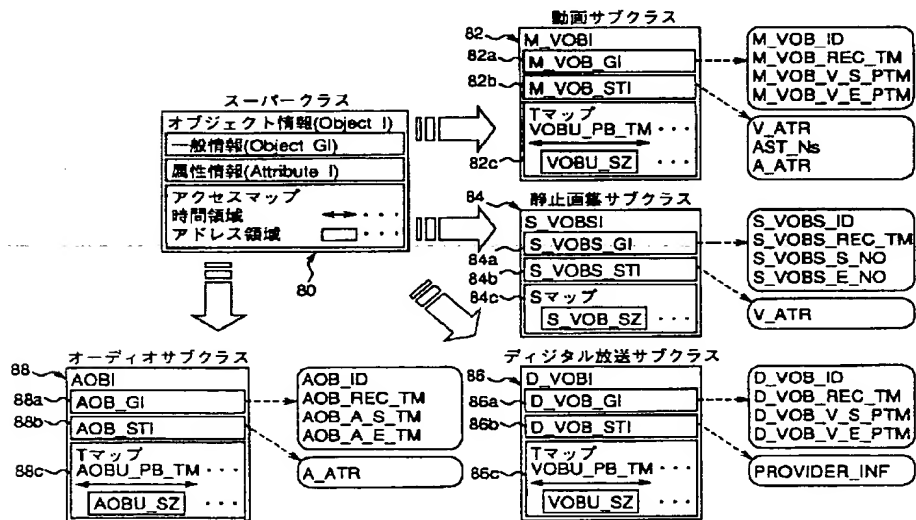 スーパークラス
オブジェクト情報(Object I)
一般情報(Object GI)
属性情報(Attribute I)
アクセスマップ
時間領域 ・・・
アドレス領域 ・・・
80
動画サブクラス
82
M_VOBI
82a
M_VOB_GI
82b
M_VOB_STI
Tマップ
VOBU_PB_TM ・・・
82c
VOBU_SZ ・・・
M_VOB_ID
M_VOB_REC_TM
M_VOB_V_S_PTM
M_VOB_V_E_PTM
V_ATR
AST_Ns
A_ATR
静止画集サブクラス
84
S_VOBSI
84a
S_VOBS_GI
84b
S_VOBS_STI
84c
Sマップ
S_VOB_SZ ・・・
S_VOBS_ID
S_VOBS_REC_TM
S_VOBS_S_NO
S_VOBS_E_NO
V_ATR
オーディオサブクラス
88
AOBI
88a
AOB_GI
88b
AOB_STI
Tマップ
88c
AOBU_PB_TM ・・・
AOBU_SZ ・・・
AOB_ID
AOB_REC_TM
AOB_A_S_TM
AOB_A_E_TM
A_ATR
ディジタル放送サブクラス
86
D_VOBI
86a
D_VOB_GI
86b
D_VOB_STI
Tマップ
86c
VOBU_PB_TM ・・・
VOBU_SZ ・・・
D_VOB_ID
D_VOB_REC_TM
D_VOB_V_S_PTM
D_VOB_V_E_PTM
PROVIDER_INF